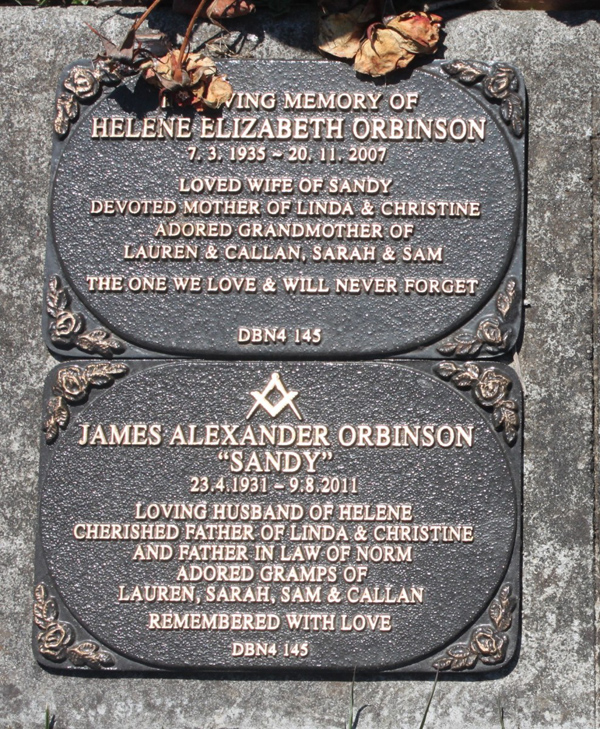 IN LOVING MEMORY OF
HELENE ELIZABETH ORBINSON
7. 3. 1935 ~ 20. 11. 2007
LOVED WIFE OF SANDY
DEVOTED MOTHER OF LINDA & CHRISTINE
ADORED GRANDMOTHER OF
LAUREN & CALLAN, SARAH & SAM
THE ONE WE LOVE & WILL NEVER FORGET
DBN4 145
JAMES ALEXANDER ORBINSON
“SANDY”
23.4.1931 – 9.8.2011
LOVING HUSBAND OF HELENE
CHERISHED FATHER OF LINDA & CHRISTINE
AND FATHER IN LAW OF NORM
ADORED GRAMPS OF
LAUREN, SARAH, SAM & CALLAN
REMEMBERED WITH LOVE
DBN4 145